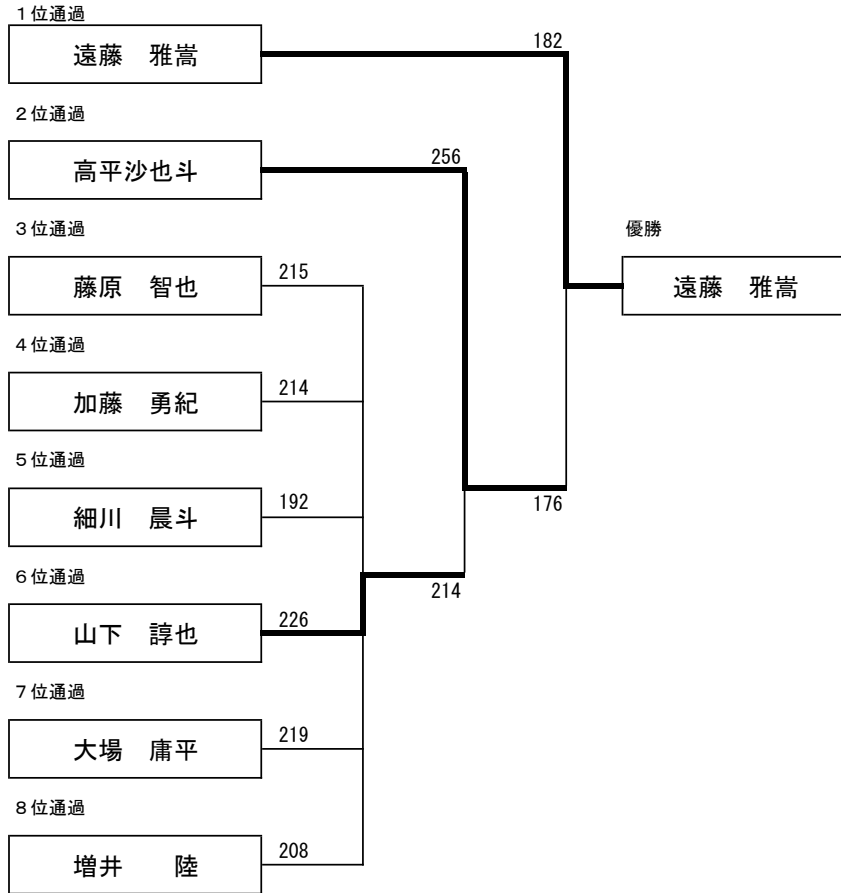 １位通過
遠藤　雅嵩
182
２位通過
高平沙也斗
256
３位通過
優勝
藤原　智也
215
遠藤　雅嵩
４位通過
加藤　勇紀
214
５位通過
細川　晨斗
192
176
６位通過
214
山下　諄也
226
７位通過
大場　庸平
219
８位通過
増井　　陸
208